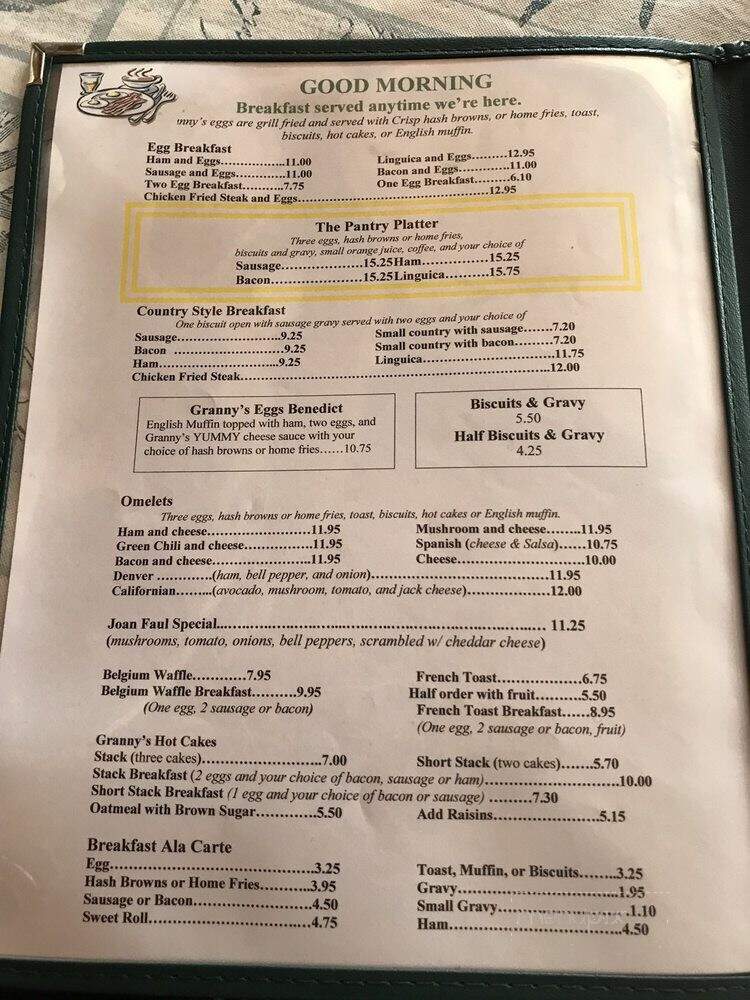 GOOD MORNING
Breakfast served anytime we're here.
nny's eggs are grill fried and served with Crisp hash browns, or home fries, toast,
biscuits, hot cakes, or English muffin.
Egg Breakfast
Ham and Eggs...............11.00 Linguica and Eggs.........12.95
Sausage and Eggs............11.00 Bacon and Eggs............11.00
Two Egg Breakfast..........7.75 One Egg Breakfast.........6.10
Chicken Fried Steak and Eggs.............................................12.95
The Pantry Platter
Three eggs, hash browns or home fries,
biscuits and gravy, small orange juice, coffee, and your choice of
Sausage....................15.25 Ham.................15.25
Bacon......................15.25 Linguica...........15.75
Country Style Breakfast
One biscuit open with sausage gravy served with two eggs and your choice of
Sausage.........................9.25 Small country with sausage.......7.20
Bacon ..........................9.25 Small country with bacon.........7.20
Ham............................9.25 Linguica......................................11.75
Chicken Fried Steak.........................................................................12.00
Granny's Eggs Benedict
English Muffin topped with ham, two eggs, and
Granny's YUMMY cheese sauce with your
choice of hash browns or home fries......10.75
Biscuits & Gravy
5.50
Half Biscuits & Gravy
4.25
Omelets
Three eggs, hash browns or home fries, toast, biscuits, hot cakes or English muffin.
Ham and cheese.........................11.95 Mushroom and cheese........11.95
Green Chili and cheese.................11.95 Spanish (cheese & Salsa)......10.75
Bacon and cheese.......................11.95 Cheese...............................10.00
Denver ............(ham, bell pepper, and onion)...........................................11.95
Californian.........(avocado, mushroom, tomato, and jack cheese)....................12.00
Joan Faul Special.............................................................................. 11.25
(mushrooms, tomato, onions, bell peppers, scrambled w/ cheddar cheese)
Belgium Waffle............7.95 French Toast....................6.75
Belgium Waffle Breakfast..........9.95 Half order with fruit..........5.50
(One egg, 2 sausage or bacon) French Toast Breakfast......8.95
(One egg, 2 sausage or bacon, fruit)
Granny's Hot Cakes
Stack (three cakes)............................7.00 Short Stack (two cakes).......5.70
Stack Breakfast (2 eggs and your choice of bacon, sausage or ham).................................10.00
Short Stack Breakfast (1 egg and your choice of bacon or sausage) .........7.30
Oatmeal with Brown Sugar............5.50 Add Raisins.........................5.15
Breakfast Ala Carte
Egg...............................................3.25 Toast, Muffin, or Biscuits.......3.25
Hash Browns or Home Fries...........3.95 Gravy...................................1.95
Sausage or Bacon...........................4.50 Small Gravy...........................1.10
Sweet Roll.....................................4.75 Ham.....................................4.50